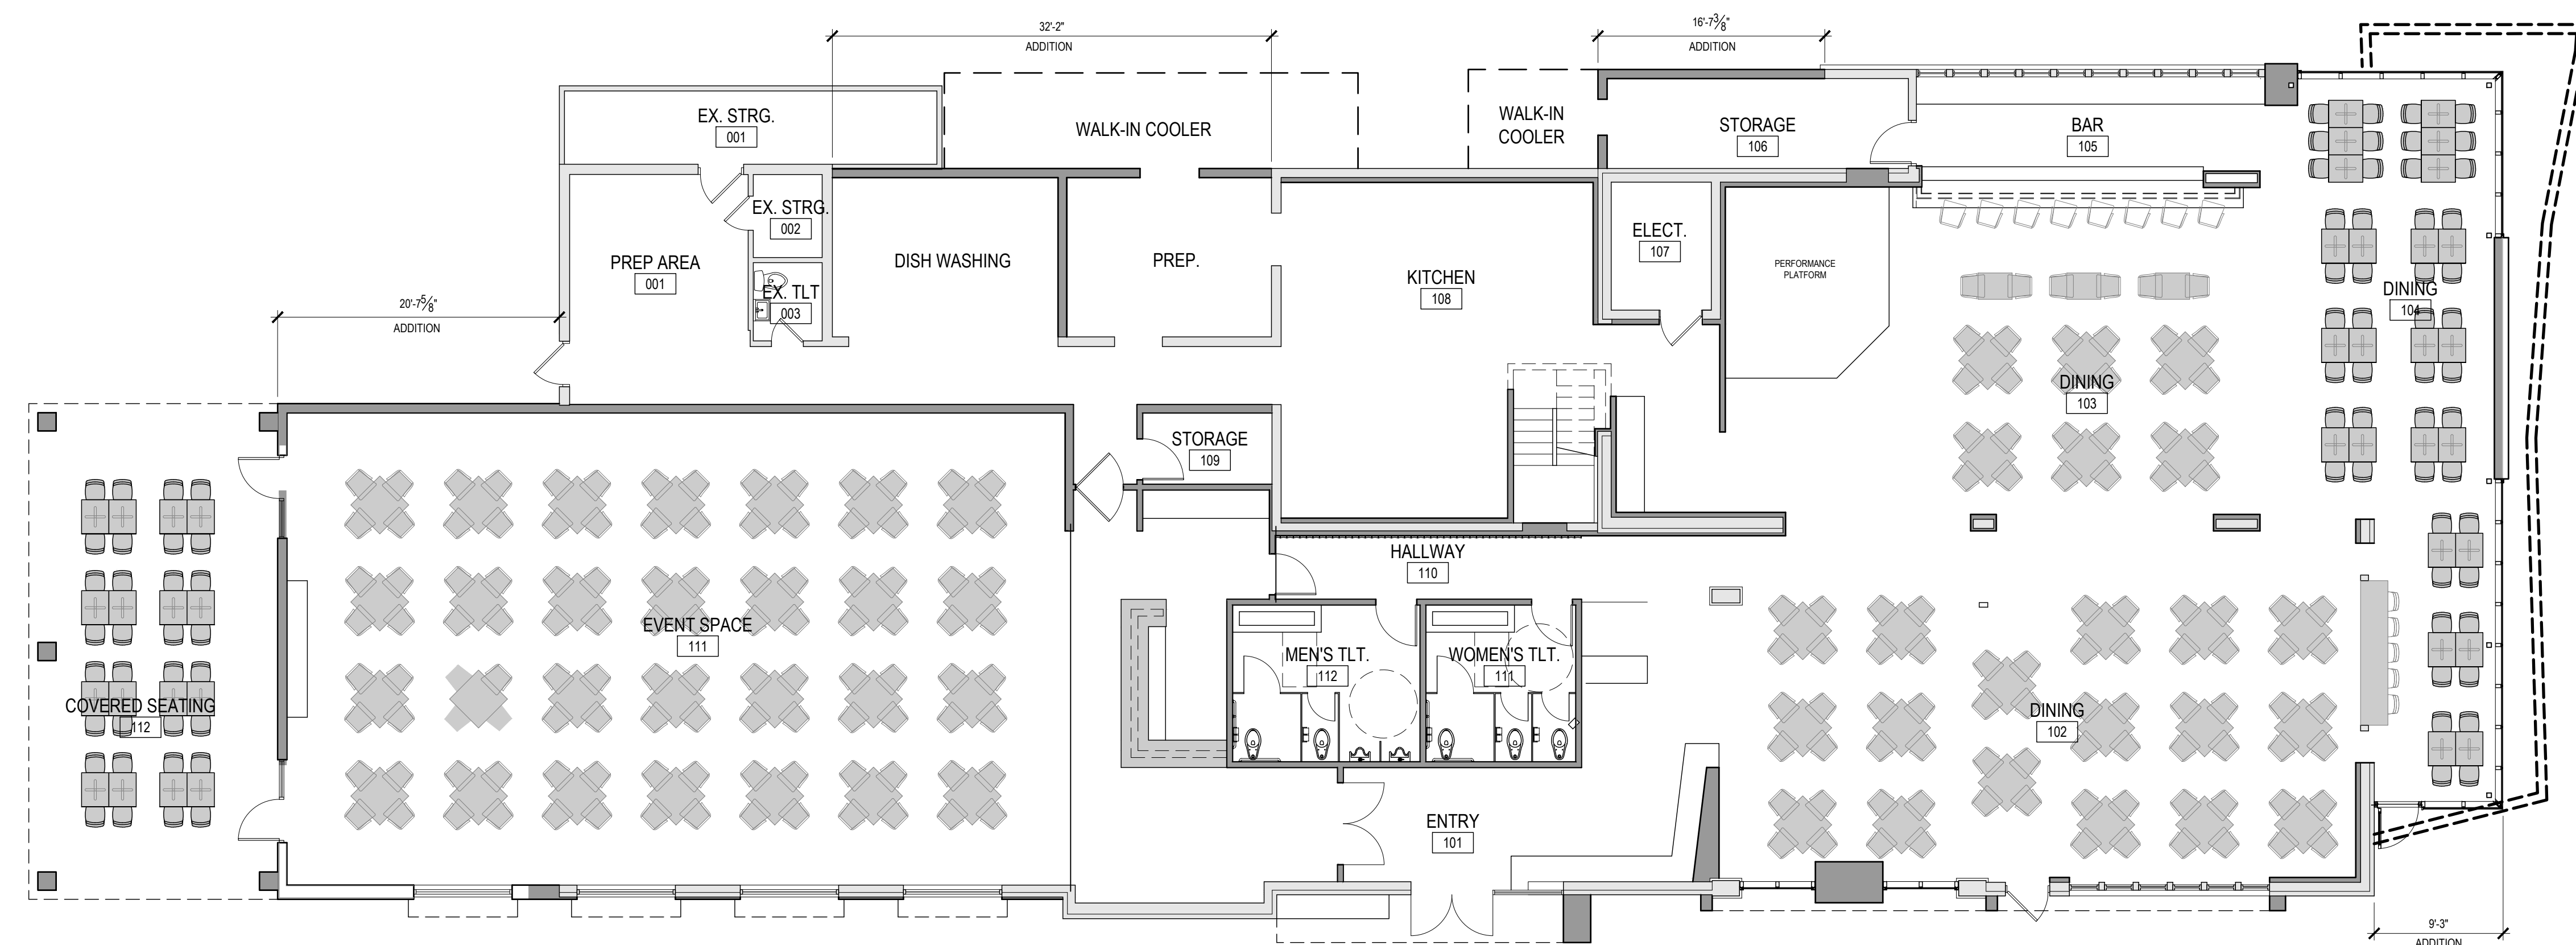 32'-2"
ADDITION
16'-7 3/8"
ADDITION
EX. STRG.
001
WALK-IN COOLER
WALK-IN
COOLER
STORAGE
106
BAR
105
EX. STRG.
002
ELECT.
107
PREP AREA
001
DISH WASHING
PREP.
KITCHEN
108
PERFORMANCE
PLATFORM
EX. TLT
003
DINING
104
20'-7 5/8"
ADDITION
DINING
103
STORAGE
109
HALLWAY
110
EVENT SPACE
111
MEN'S TLT.
112
WOMEN'S TLT.
111
COVERED SEATING
112
DINING
102
ENTRY
101
9'-3"
ADDITION